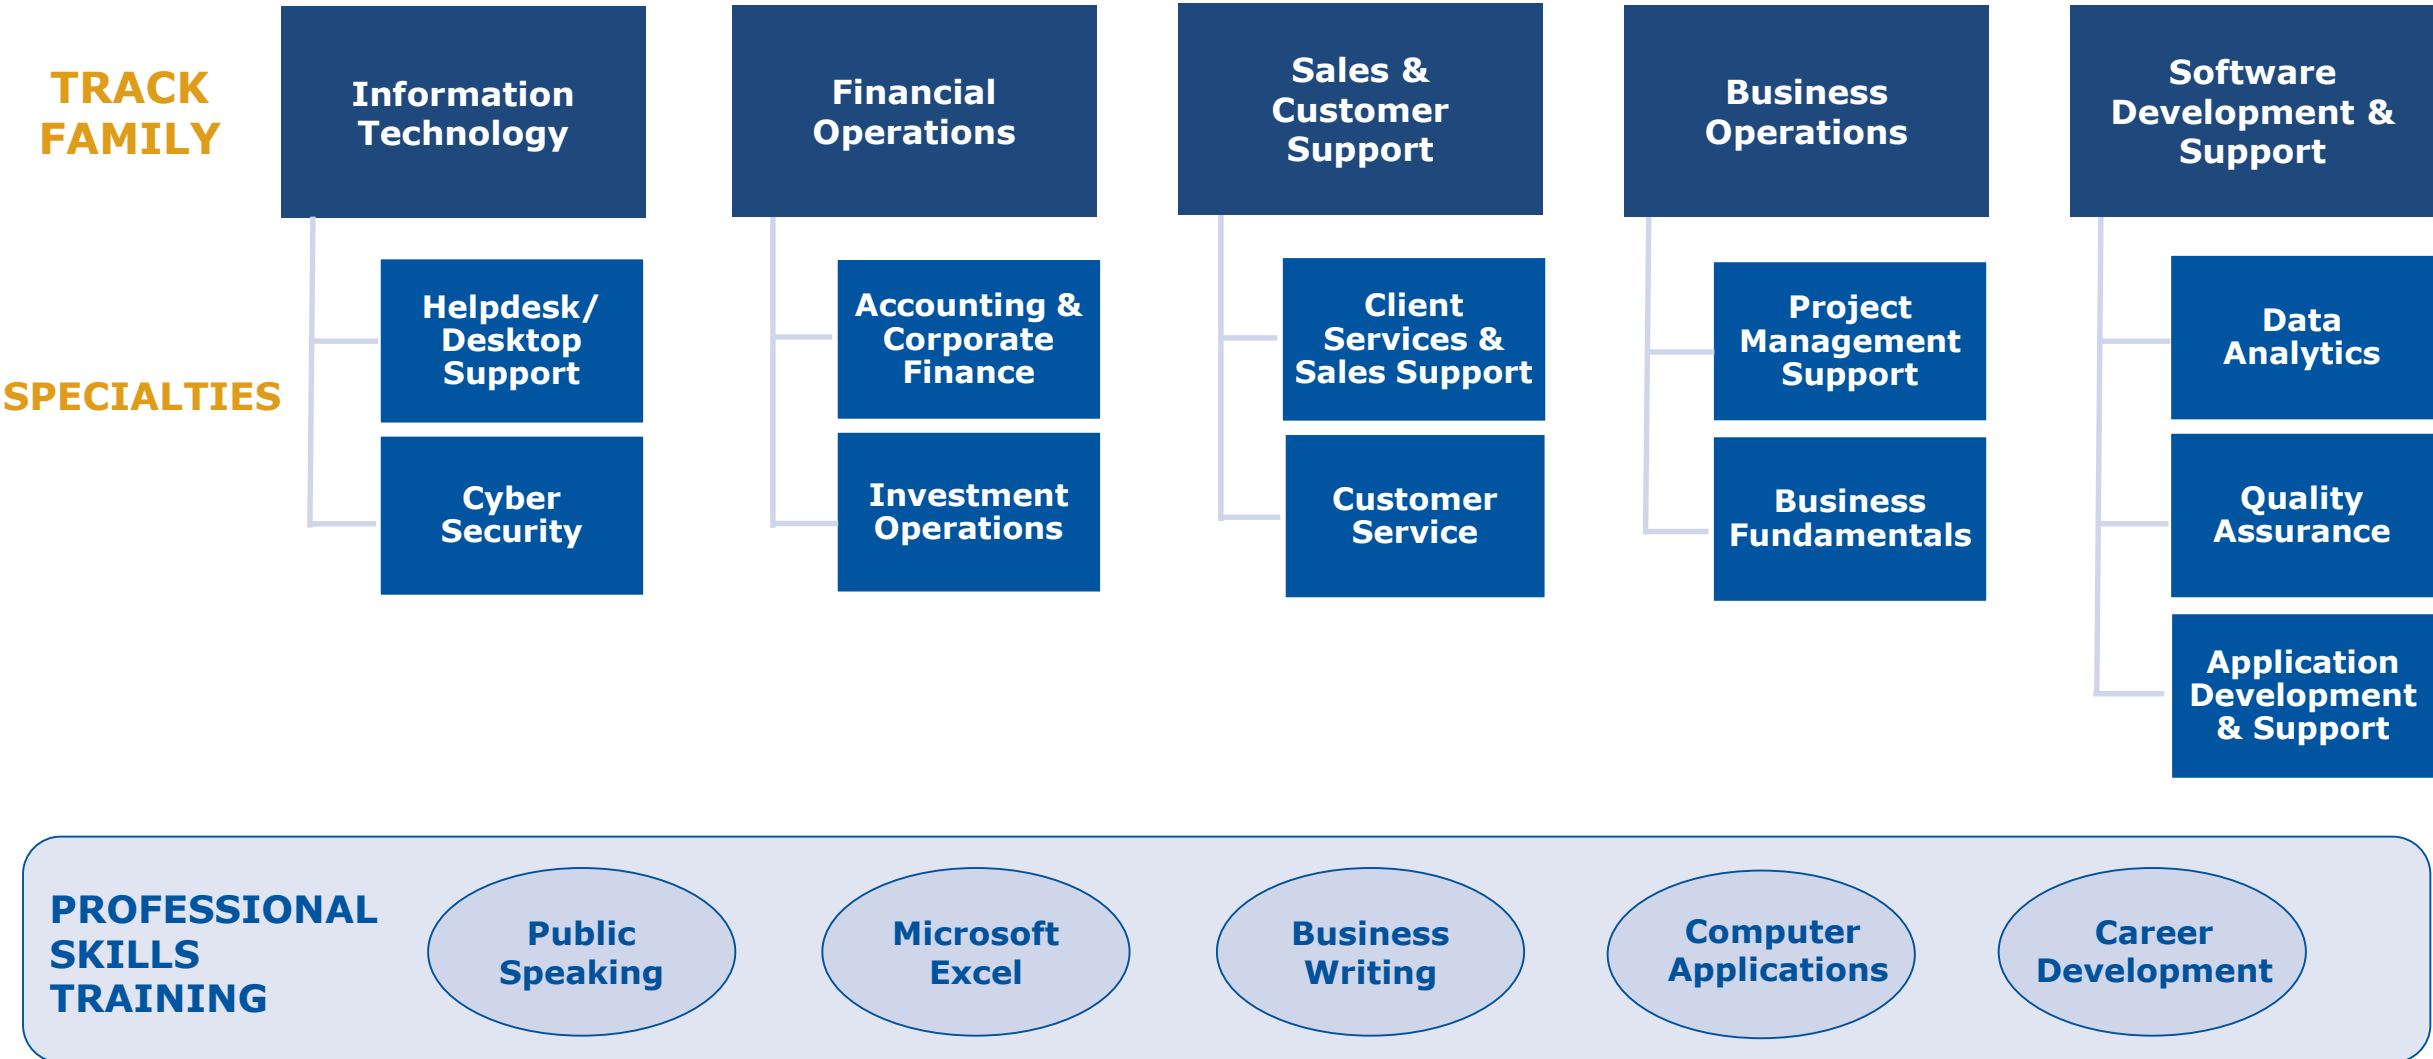 TRACK
FAMILY
Information
Technology
Financial
Operations
Sales &
Customer
Support
Business
Operations
Software
Development &
Support
SPECIALTIES
Helpdesk/
Desktop
Support
Accounting &
Corporate
Finance
Client
Services &
Sales Support
Project
Management
Support
Data
Analytics
Cyber
Security
Investment
Operations
Customer
Service
Business
Fundamentals
Quality
Assurance
Application
Development
& Support
PROFESSIONAL
SKILLS
TRAINING
Public
Speaking
Microsoft
Excel
Business
Writing
Computer
Applications
Career
Development